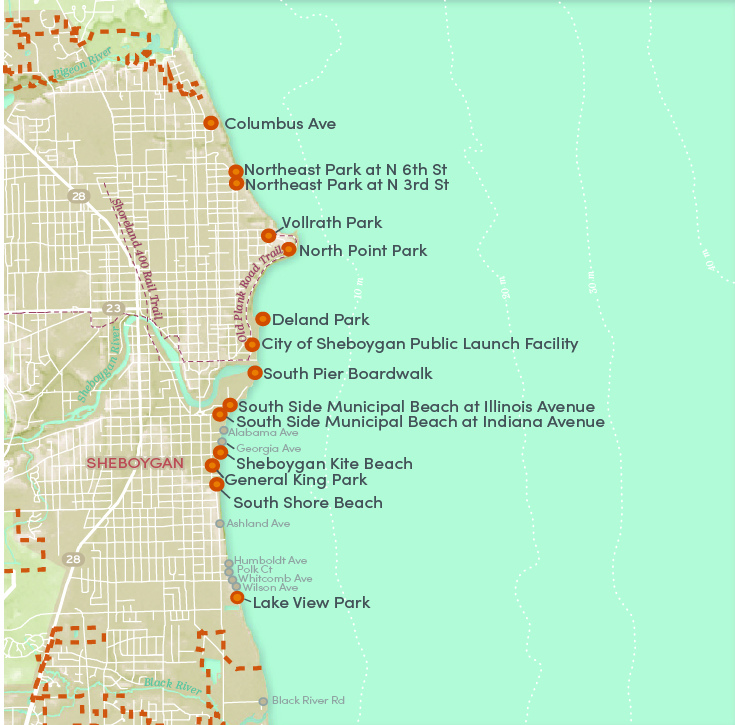 Pigeon River
Columbus Ave
Northeast Park at N 6th St
Northeast Park at N 3rd St
28
Shoreland 400 Rail Trail
Vollrath Park
North Point Park
Old Plank Road Trail
40 m
10 m
20 m
30 m
23
Deland Park
City of Sheboygan Public Launch Facility
Sheboygan River
South Pier Boardwalk
South Side Municipal Beach at Illinois Avenue
South Side Municipal Beach at Indiana Avenue
Alabama Ave
Georgia Ave
SHEBOYGAN
Sheboygan Kite Beach
General King Park
South Shore Beach
Ashland Ave
28
Humboldt Ave
Polk Ct
Whitcomb Ave
Wilson Ave
Lake View Park
Black River
Black River Rd